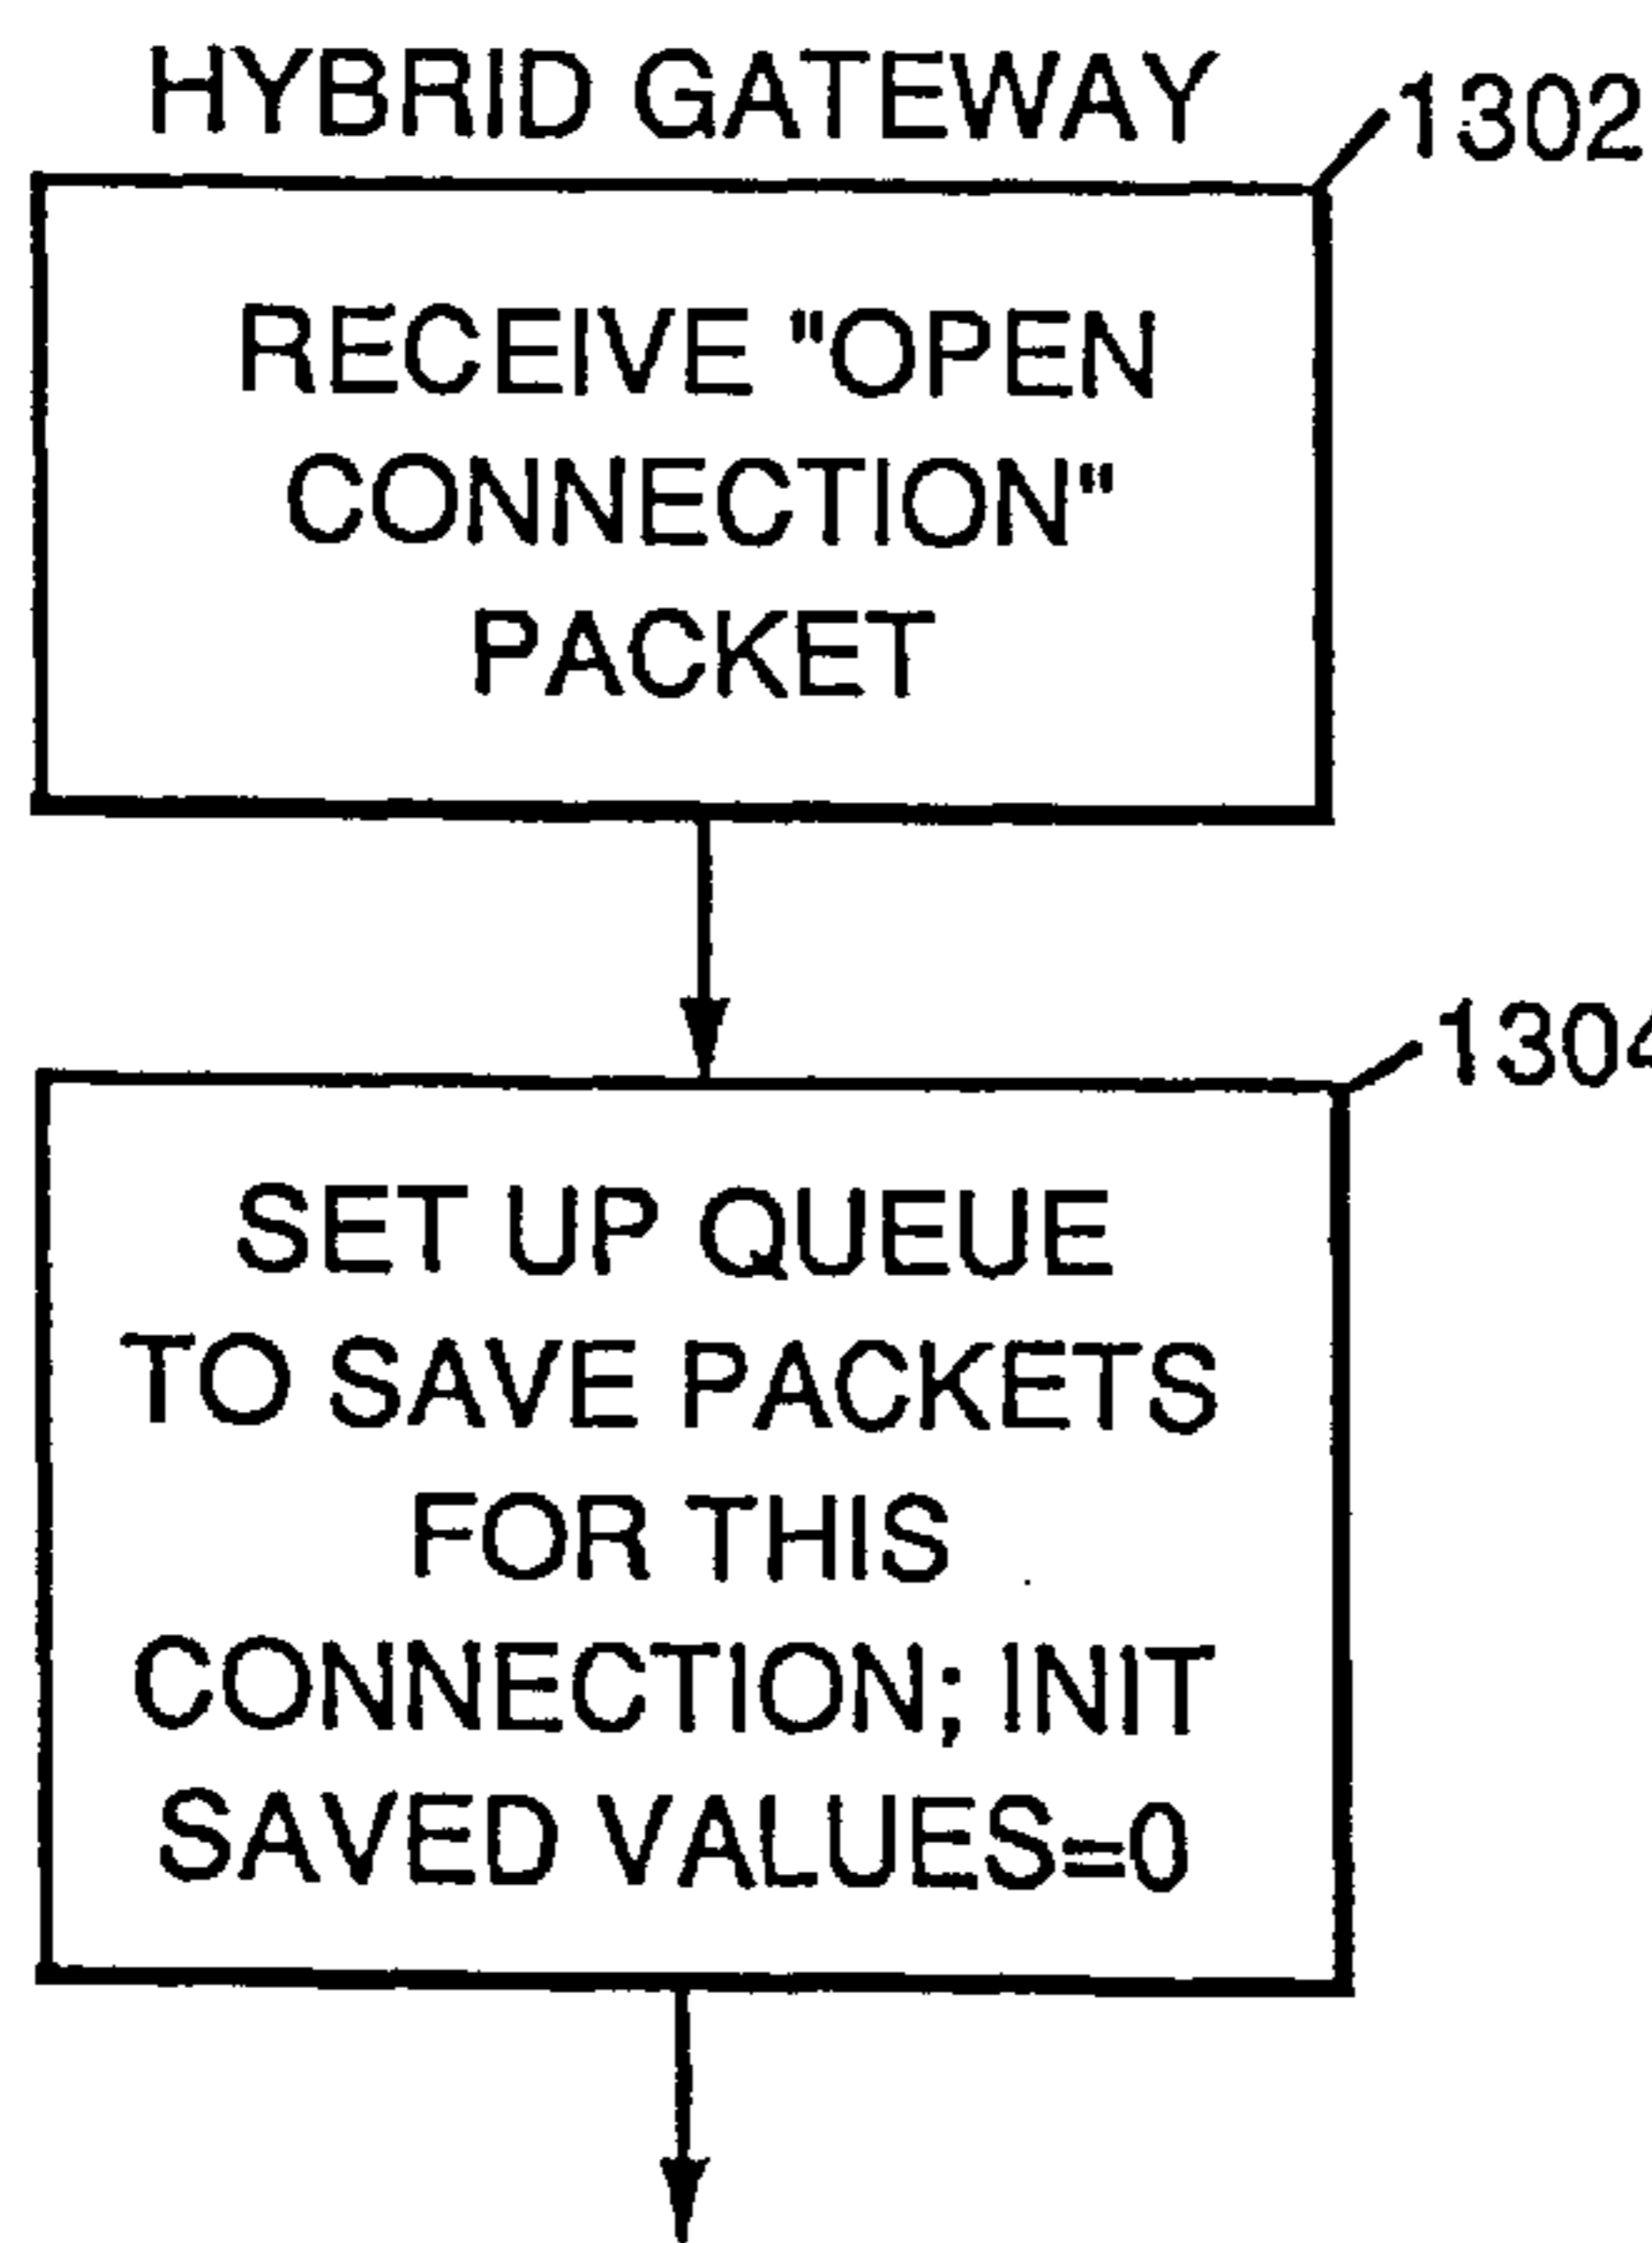 HYBRID GATEWAY
1302
RECEIVE "OPEN
CONNECTION"
PACKET
1304
SET UP QUEUE
TO SAVE PACKETS
FOR THIS
CONNECTION; INIT
SAVED VALUES=0